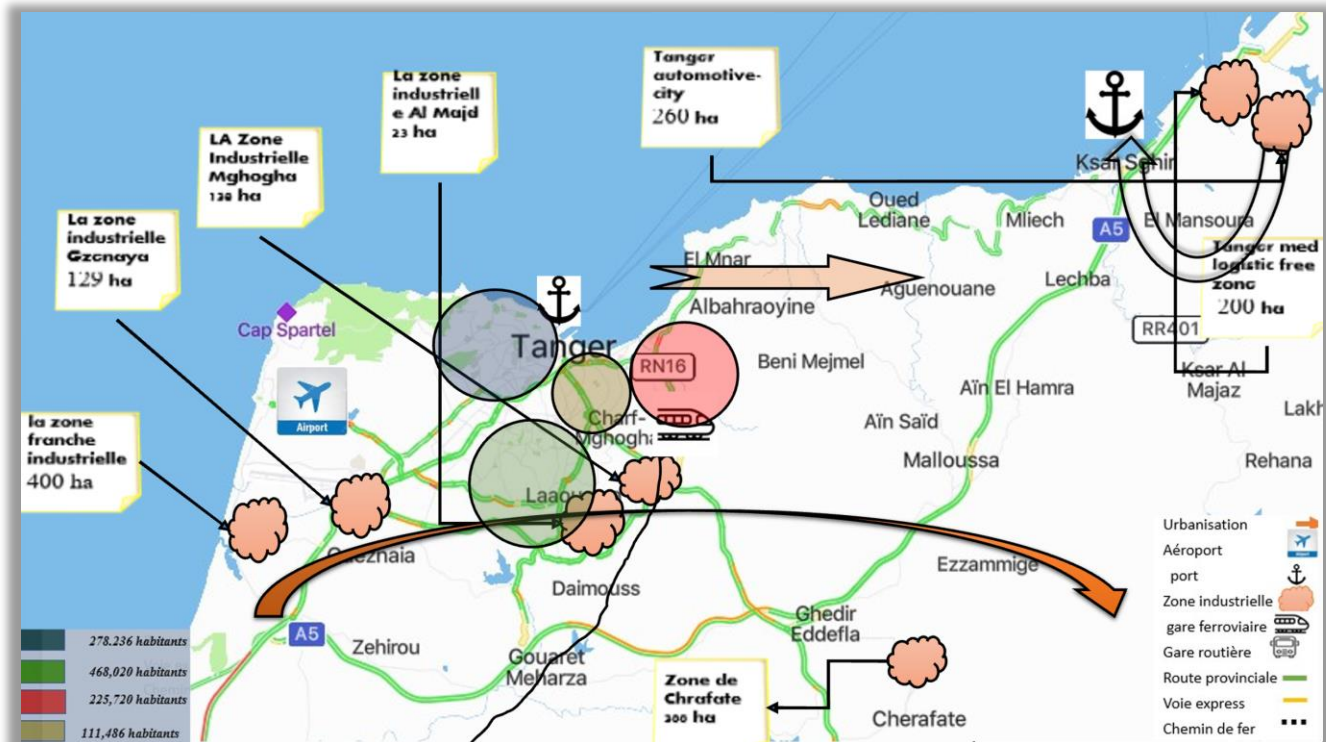 La zone
industriell
e Al Majd
23 ha
Tanger
automotive-
city
260 ha
LA Zone
Industrielle
Mghogha
ha
La zone
industrielle
Gzenaya
129 ha
la zone
franche
industrielle
400 ha
Tanger med
logistic free
zone
200 ha
Zone de
Chrafate
300 ha
Ksar Sghir
A5
El Mansoura
Oued
Lediane
Mliech
Lechba
El Mnar
Aguenouane
Albahraoyine
RR401
Cap Spartel
Tanger
RN16
Beni Mejmel
Ksar Al
Majaz
Airport
Aïn El Hamra
Charf-
Mghogha
Aïn Saïd
Lakh
Malloussa
Rehana
Laaou
Gueznaia
Ezzammige
Daimouss
A5
Zehirou
Ghedir
Eddefla
Gouaret
Meharza
Cherafate
278.236 habitants
468,020 habitants
225,720 habitants
111,486 habitants
Urbanisation
Aéroport
Airport
port
Zone industrielle
gare ferroviaire
Gare routière
Route provinciale
Voie express
Chemin de fer